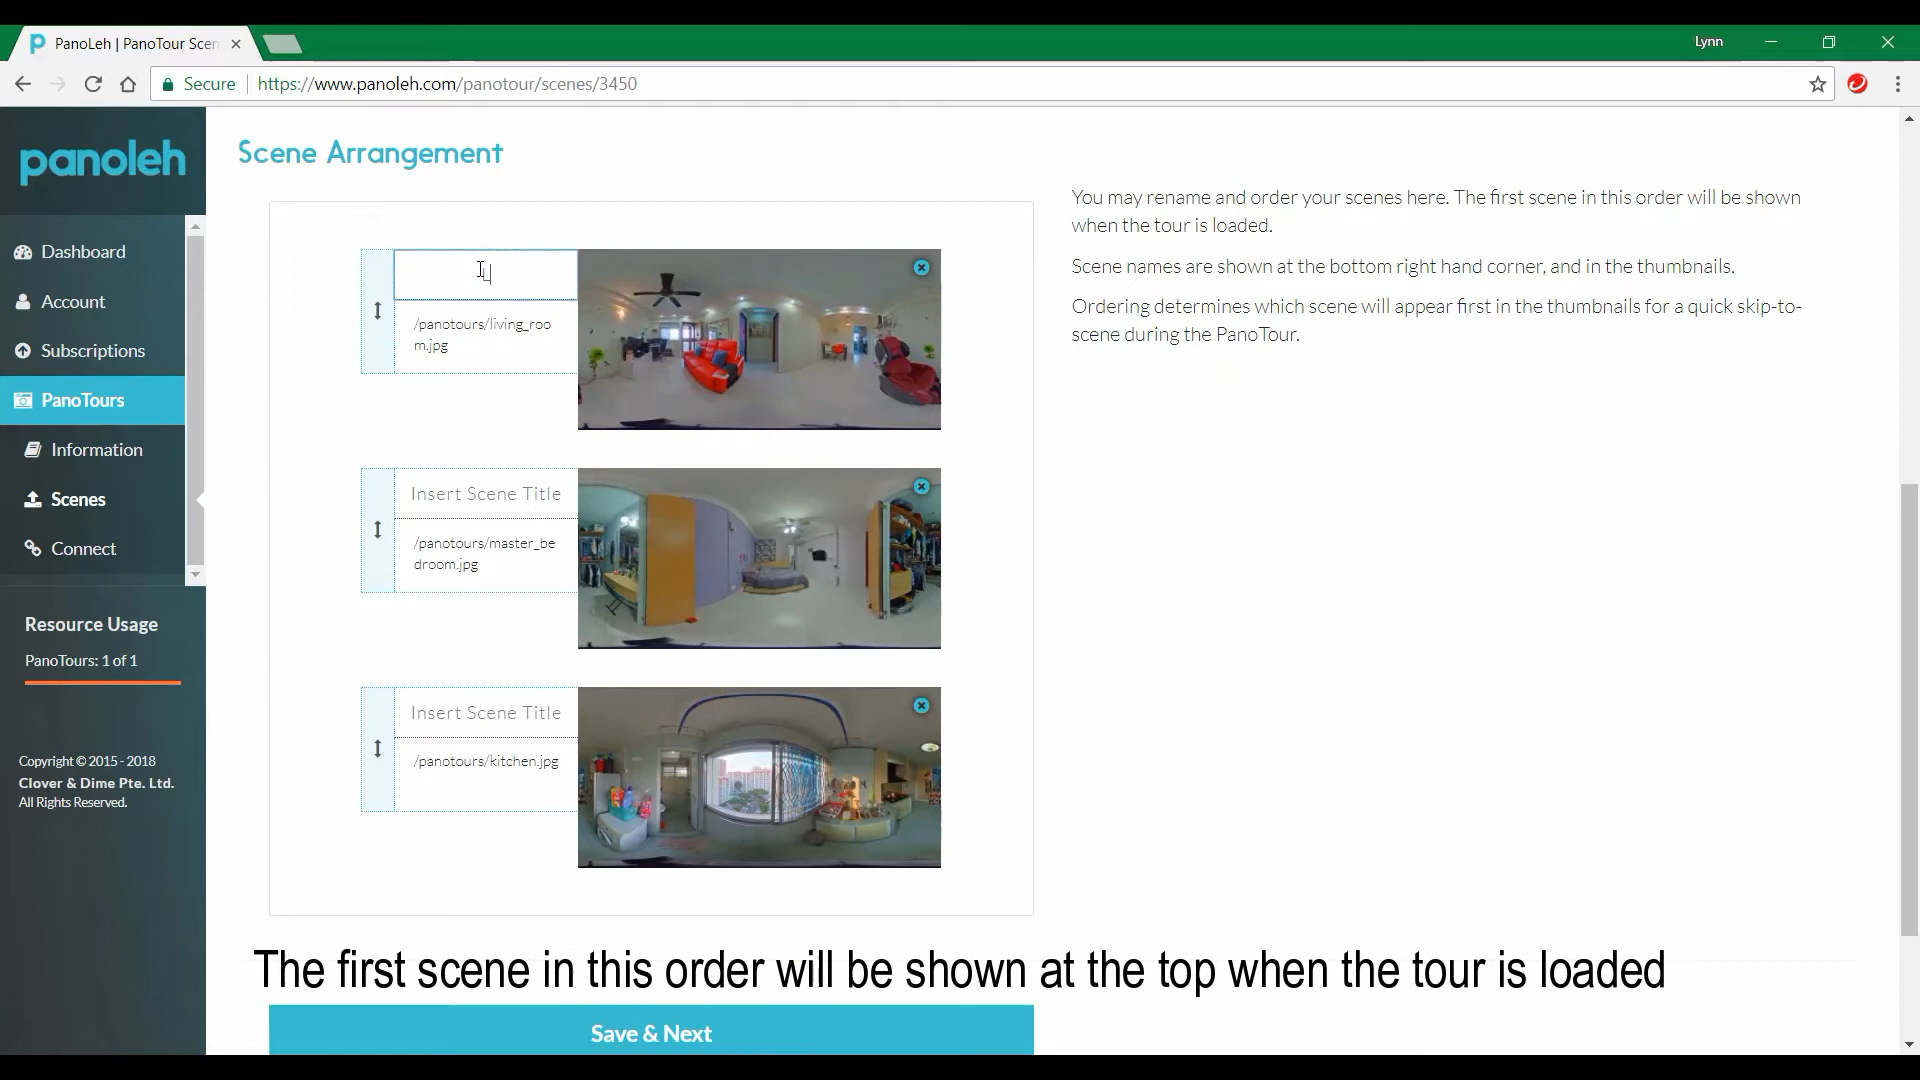 PanoLeh | PanoTour Scen
Lynn
Secure
https://www.panoleh.com/panotour/scenes/3450
panoleh
Dashboard
Account
Subscriptions
PanoTours
Information
Scenes
Connect
Resource Usage
PanoTours: 1 of 1
Copyright © 2015 - 2018
Clover & Dime Pte. Ltd.
All Rights Reserved.
Scene Arrangement
L
/panotours/living_roo
m.jpg
Insert Scene Title
/panotours/master_be
droom.jpg
Insert Scene Title
/panotours/kitchen.jpg
You may rename and order your scenes here. The first scene in this order will be shown
when the tour is loaded.
Scene names are shown at the bottom right hand corner, and in the thumbnails.
Ordering determines which scene will appear first in the thumbnails for a quick skip-to-
scene during the PanoTour.
The first scene in this order will be shown at the top when the tour is loaded
Save & Next